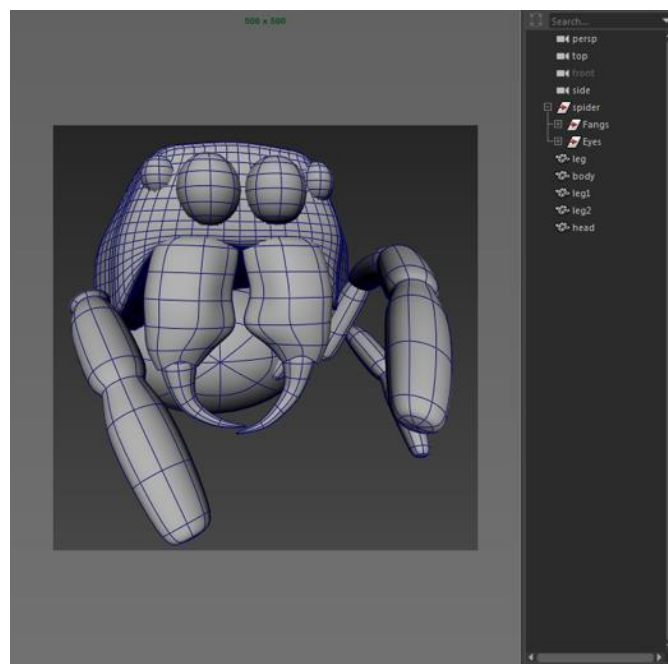 500 x 500
Search...
persp
top
front
side
spider
Fangs
Eyes
leg
body
leg1
leg2
head